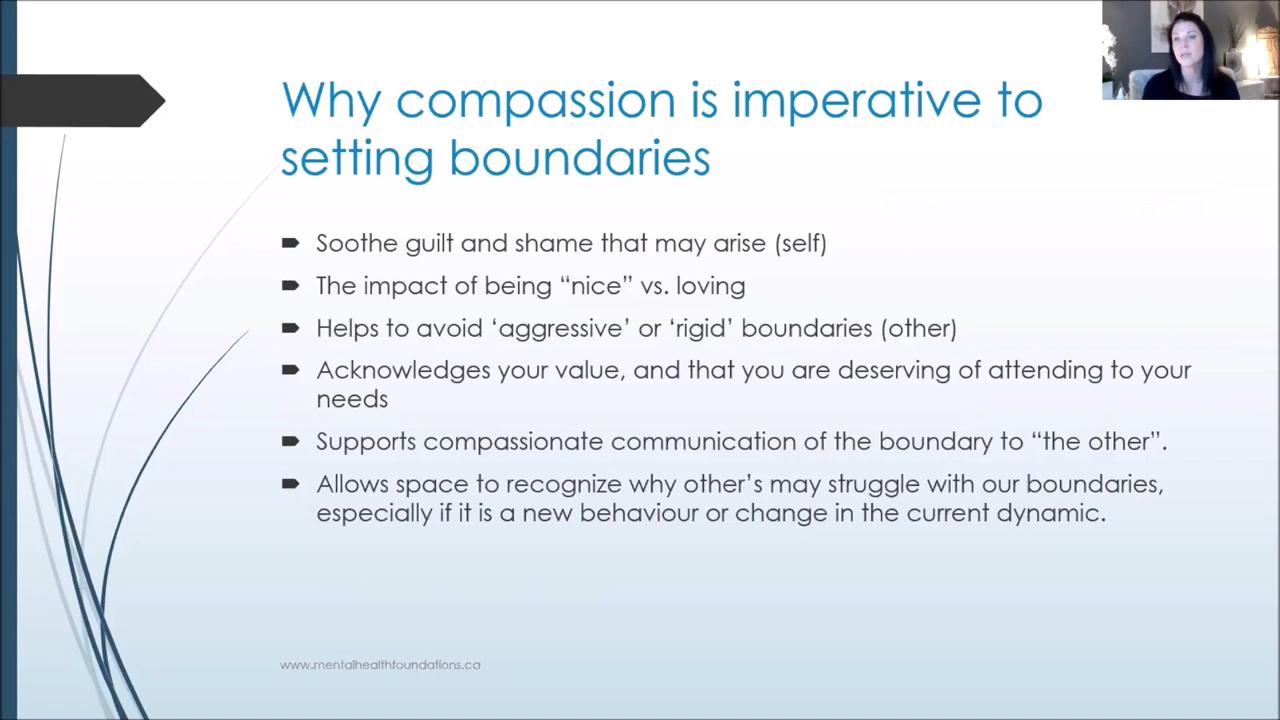 Why compassion is imperative to
setting boundaries
Soothe guilt and shame that may arise (self)
The impact of being “nice” vs. loving
Helps to avoid ‘aggressive’ or ‘rigid’ boundaries (other)
Acknowledges your value, and that you are deserving of attending to your
needs
Supports compassionate communication of the boundary to “the other”.
Allows space to recognize why other’s may struggle with our boundaries,
especially if it is a new behaviour or change in the current dynamic.
www.mentalhealthfoundations.ca